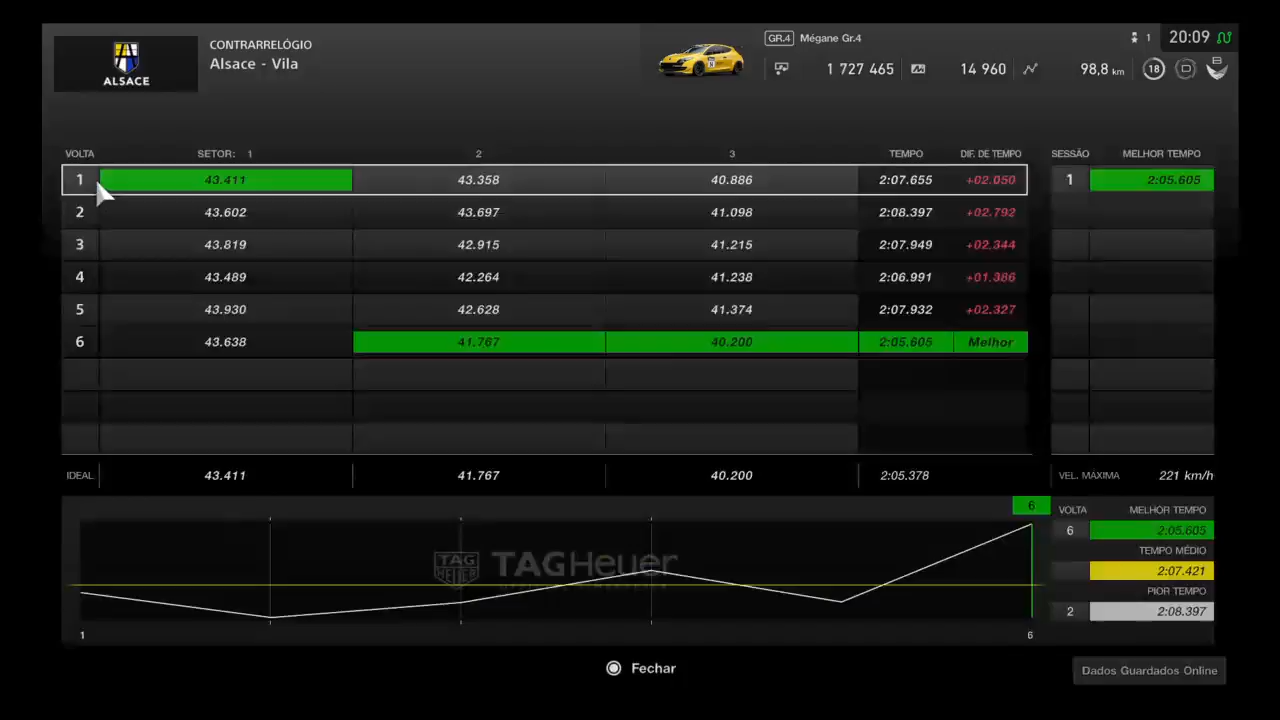 ALSACE
CONTRARRELÓGIO
Alsace - Vila
GR.4 Mégane Gr.4
1 20:09
1 727 465 14 960 98,8 km 18
VOLTA SETOR: 1 2 3 TEMPO DIF. DE TEMPO SESSÃO MELHOR TEMPO
1 43.411 43.358 40.886 2:07.655 +02.050 1 2:05.605
2 43.602 43.697 41.098 2:08.397 +02.792
3 43.819 42.915 41.215 2:07.949 +02.344
4 43.489 42.264 41.238 2:06.991 +01.386
5 43.930 42.628 41.374 2:07.932 +02.327
6 43.638 41.767 40.200 2:05.605 Melhor
IDEAL 43.411 41.767 40.200 2:05.378 VEL. MÁXIMA 221 km/h
6 VOLTA MELHOR TEMPO
6 2:05.605
TAG HEUER TAGHeuer
TEMPO MÉDIO
2:07.421
PIOR TEMPO
2 2:08.397
1 6
Fechar
Dados Guardados Online